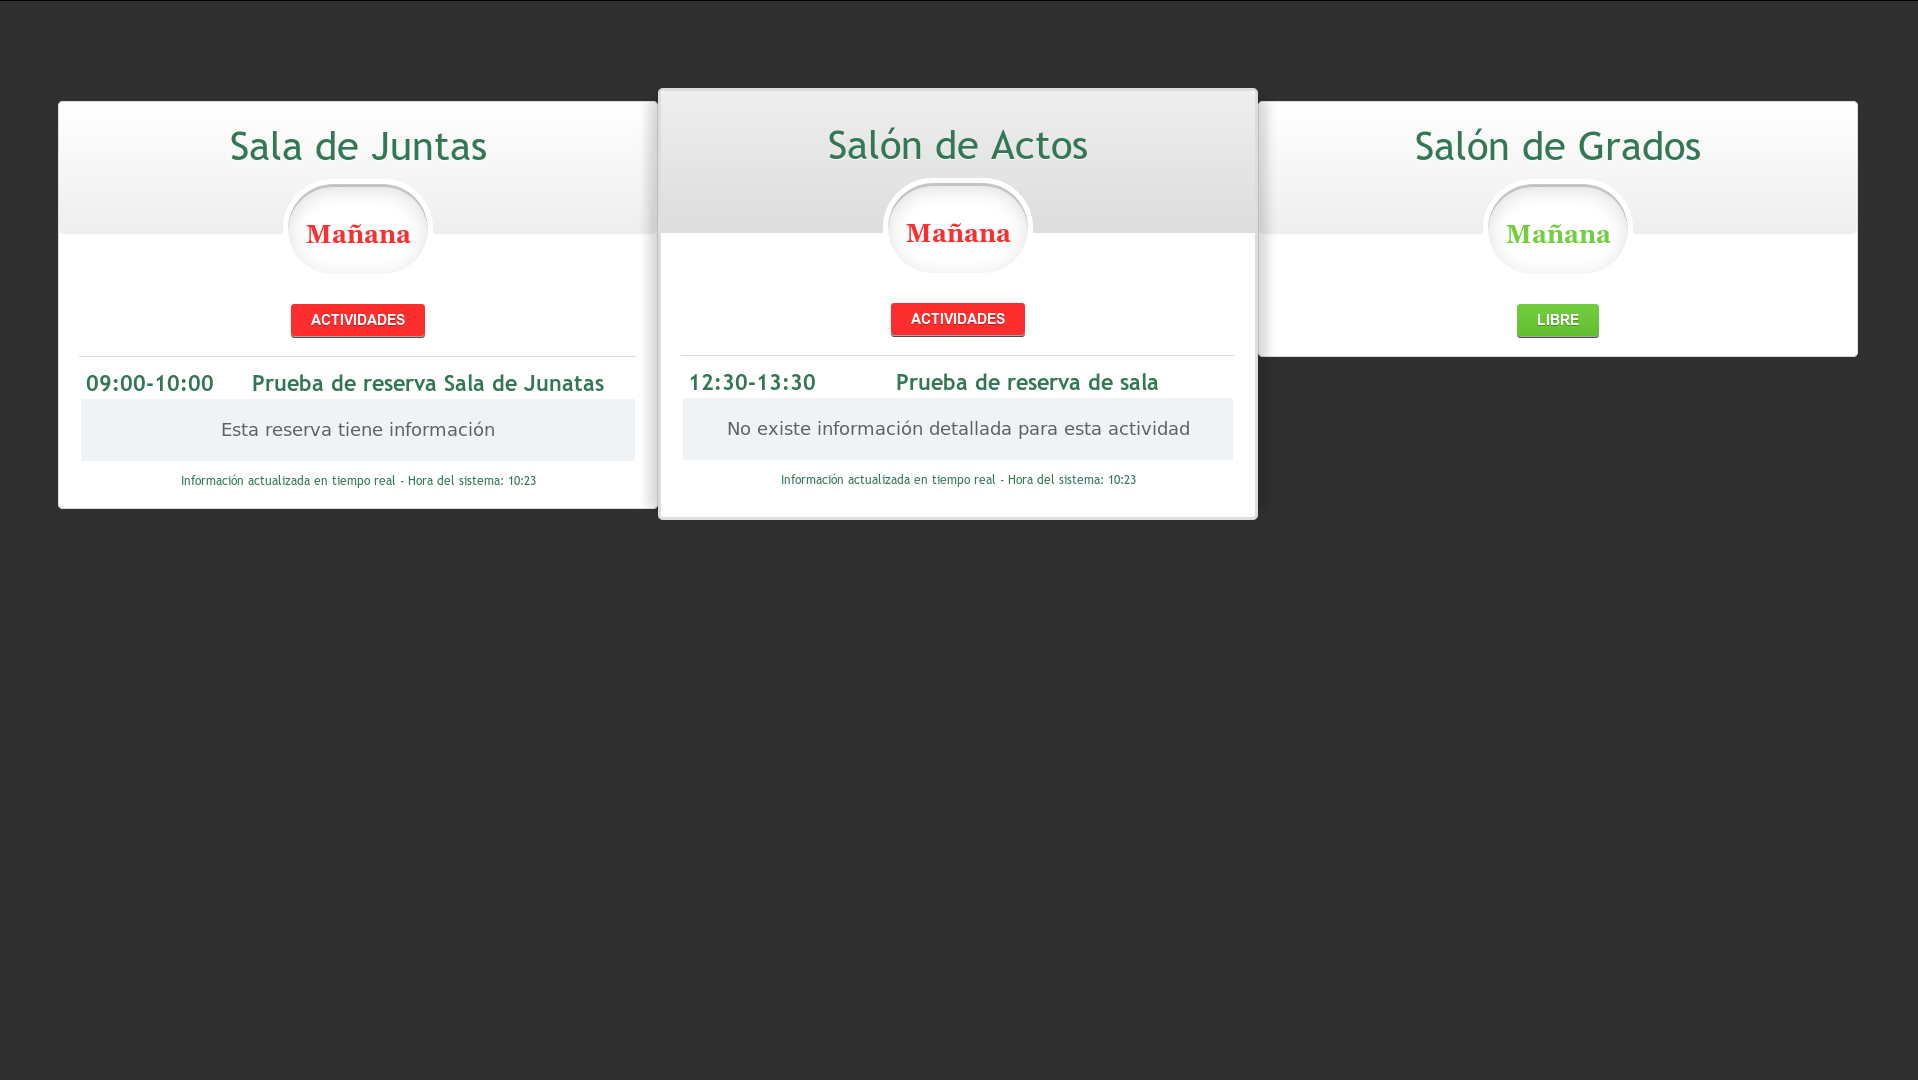 Sala de Juntas
Mañana
ACTIVIDADES
09:00-10:00 Prueba de reserva Sala de Junatas
Esta reserva tiene información
Información actualizada en tiempo real - Hora del sistema: 10:23
Salón de Actos
Mañana
ACTIVIDADES
12:30-13:30 Prueba de reserva de sala
No existe información detallada para esta actividad
Información actualizada en tiempo real - Hora del sistema: 10:23
Salón de Grados
Mañana
LIBRE